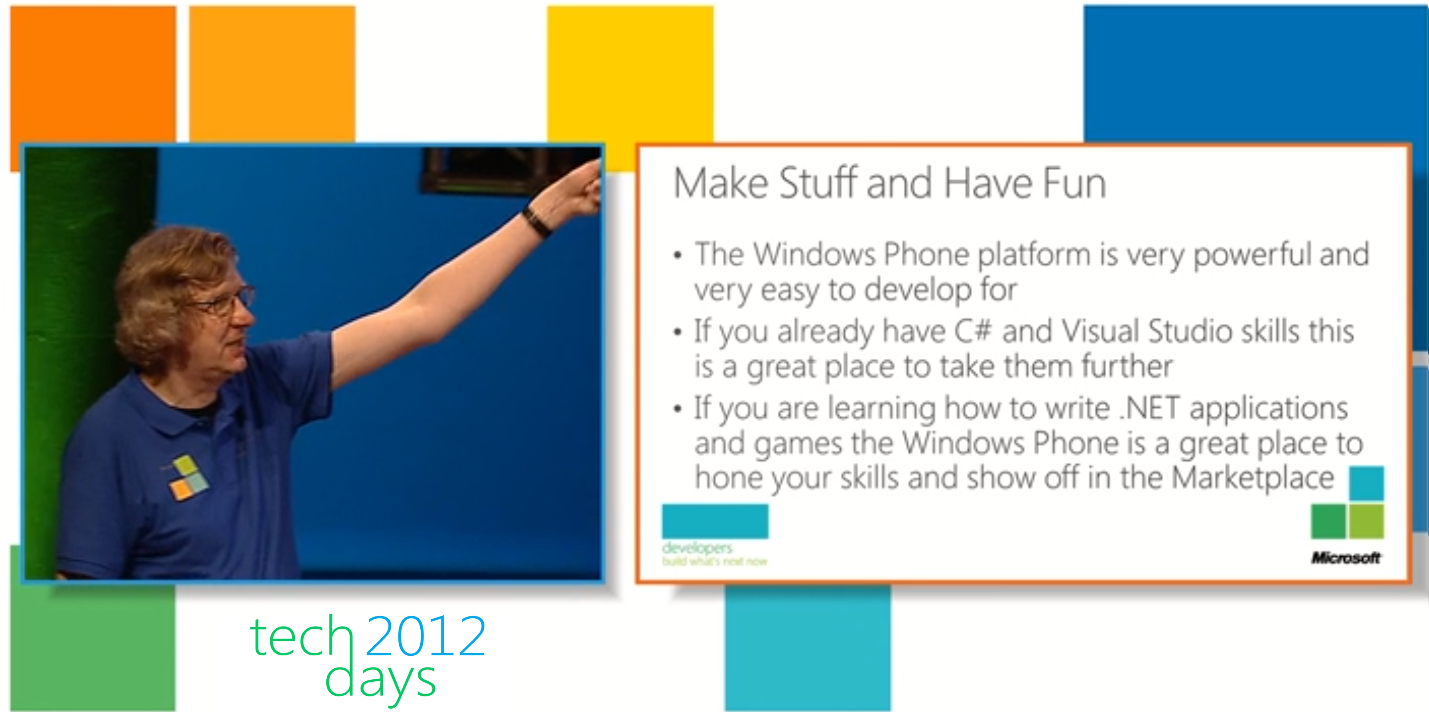 Make Stuff and Have Fun
• The Windows Phone platform is very powerful and
very easy to develop for
• If you already have C# and Visual Studio skills this
is a great place to take them further
• If you are learning how to write .NET applications
and games the Windows Phone is a great place to
hone your skills and show off in the Marketplace
developers
build what's next now
Microsoft
tech 2012
days